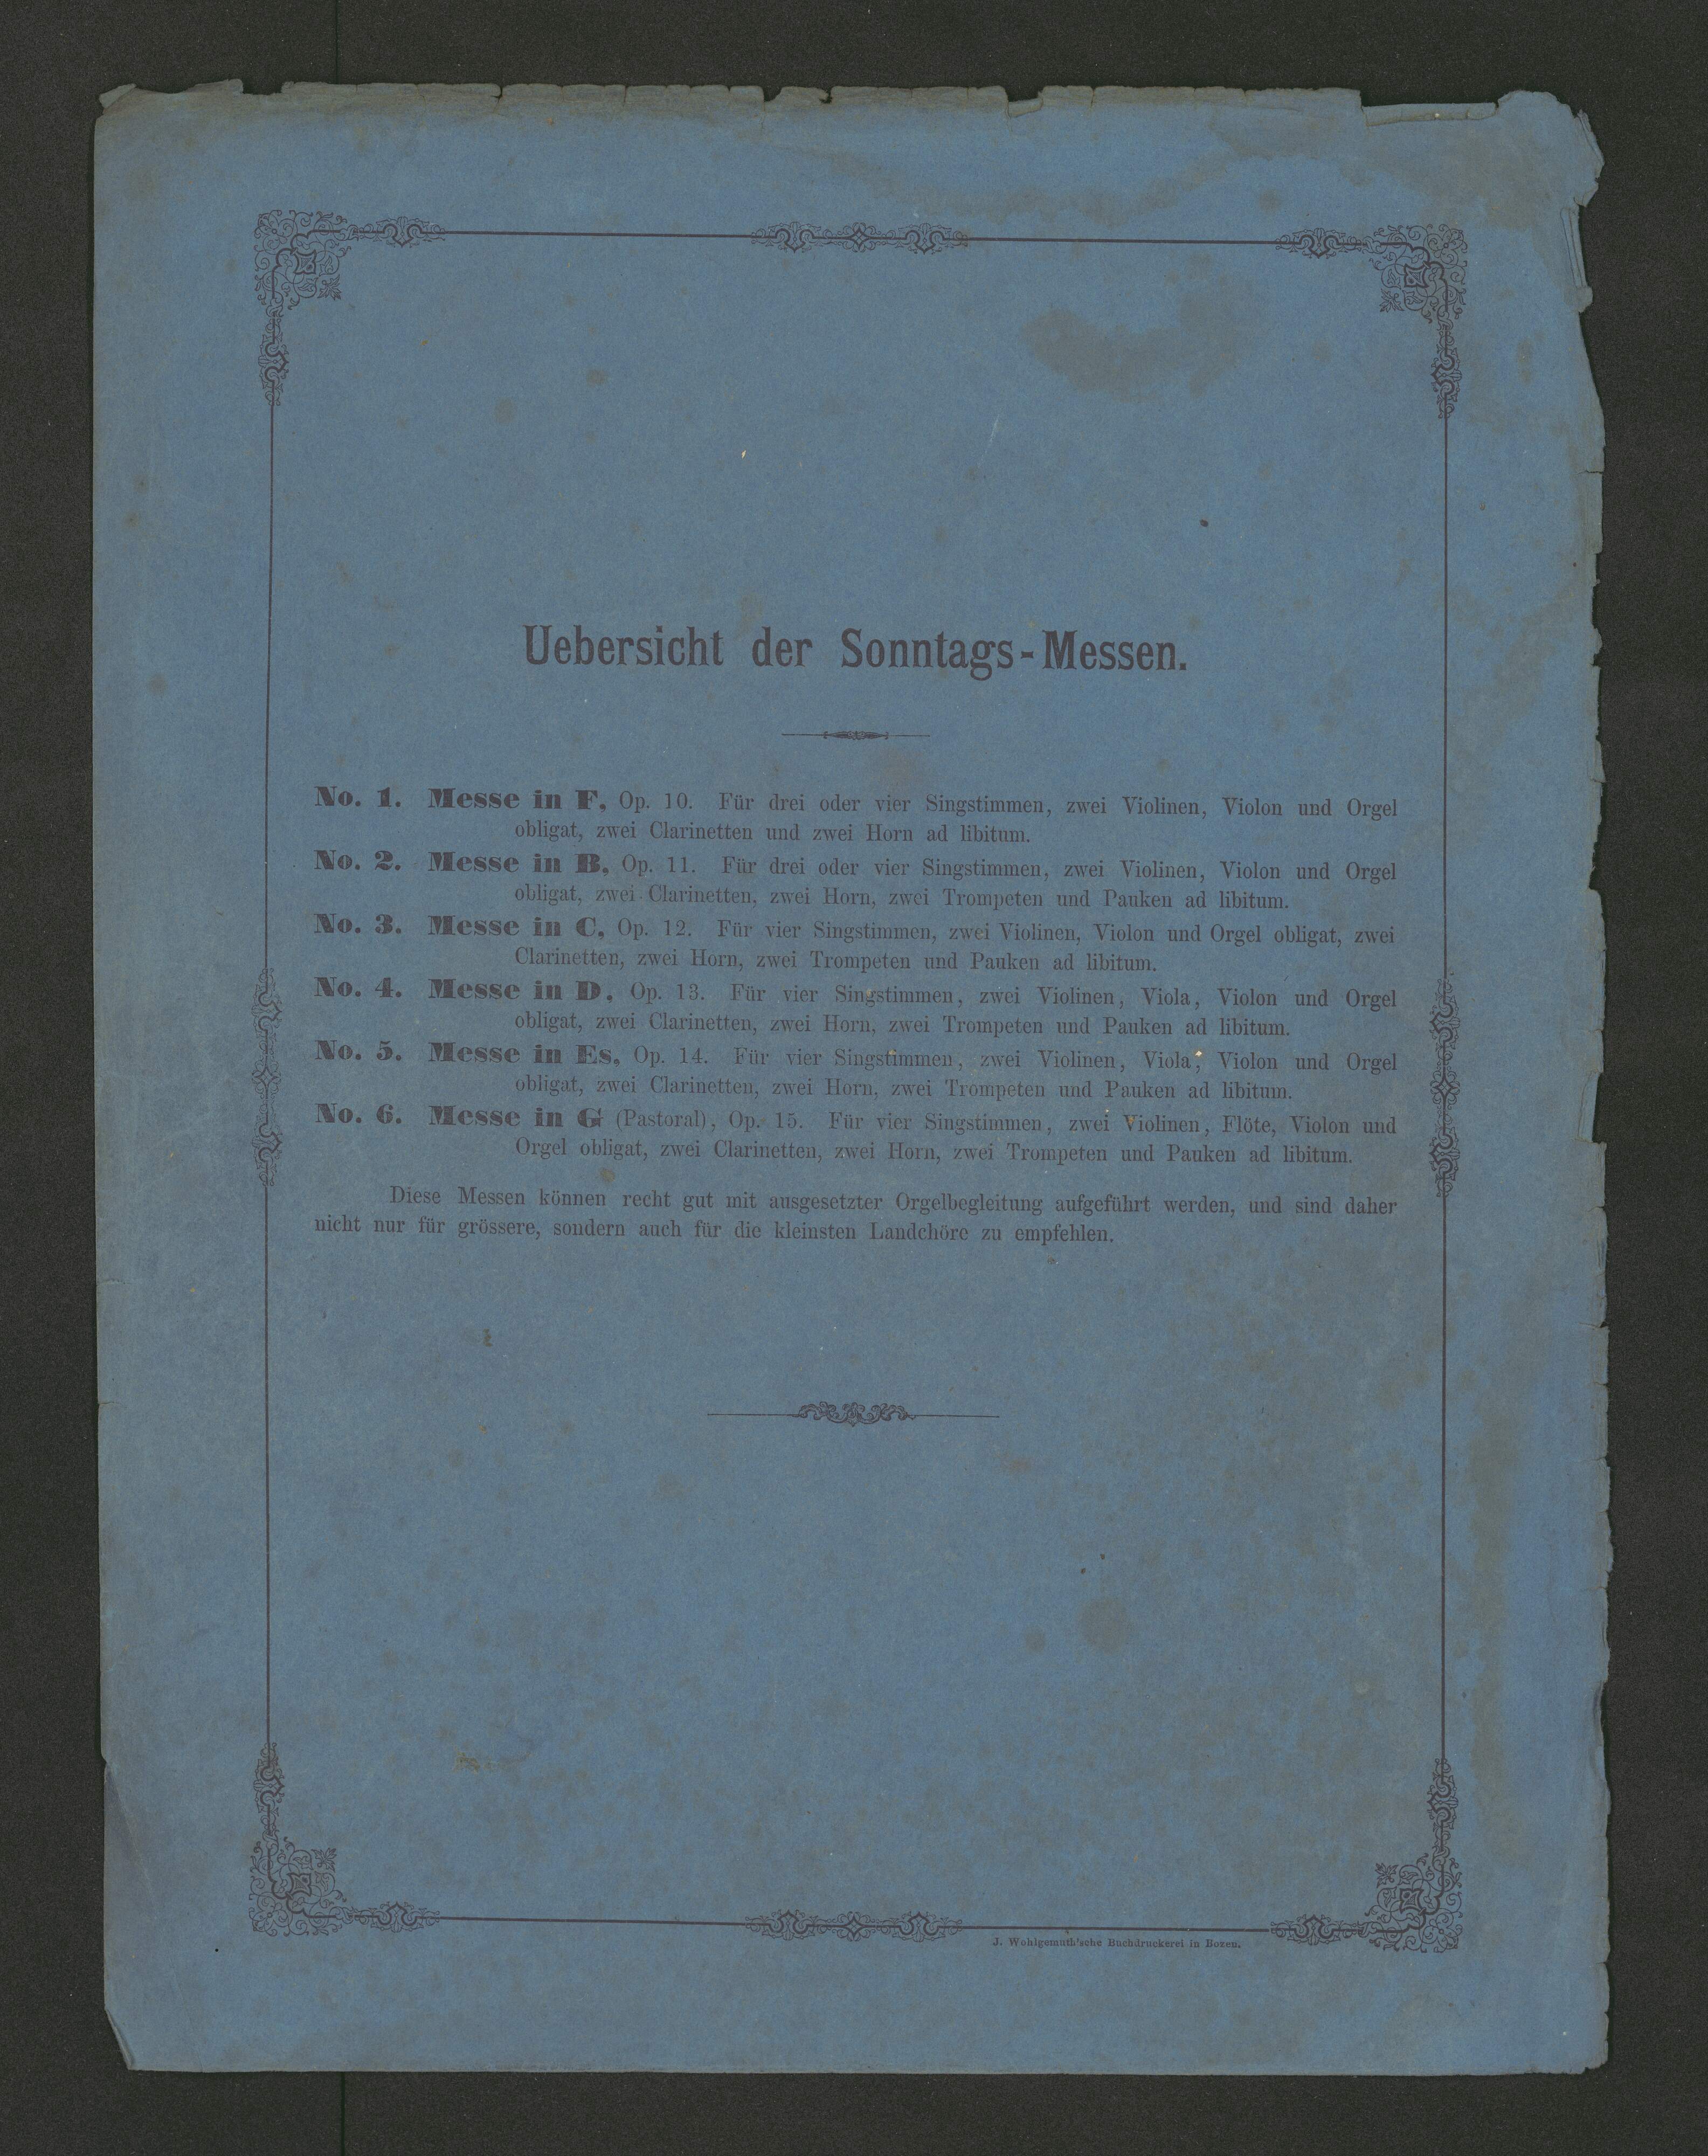 Uebersicht der Sonntags-Messen.
No. 1. Messe in F, Op. 10. Für drei oder vier Singstimmen, zwei Violinen, Violon und Orgel
obligat, zwei Clarinetten und zwei Horn ad libitum.
No. 2. Messe in B, Op. 11. Für drei oder vier Singstimmen, zwei Violinen, Violon und Orgel
obligat, zwei Clarinetten, zwei Horn, zwei Trompeten und Pauken ad libitum.
No. 3. Messe in C, Op. 12. Für vier Singstimmen, zwei Violinen, Violon und Orgel obligat, zwei
Clarinetten, zwei Horn, zwei Trompeten und Pauken ad libitum.
No. 4. Messe in D, Op. 13. Für vier Singstimmen, zwei Violinen, Viola, Violon und Orgel
obligat, zwei Clarinetten, zwei Horn, zwei Trompeten und Pauken ad libitum.
No. 5. Messe in Es, Op. 14. Für vier Singstimmen, zwei Violinen, Viola, Violon und Orgel
obligat, zwei Clarinetten, zwei Horn, zwei Trompeten und Pauken ad libitum.
No. 6. Messe in G (Pastoral), Op. 15. Für vier Singstimmen, zwei Violinen, Flöte, Violon und
Orgel obligat, zwei Clarinetten, zwei Horn, zwei Trompeten und Pauken ad libitum.
Diese Messen können recht gut mit ausgesetzter Orgelbegleitung aufgeführt werden, und sind daher
nicht nur für grössere, sondern auch für die kleinsten Landchöre zu empfehlen.
J. Wohlgemuth'sche Buchdruckerei in Bozen.